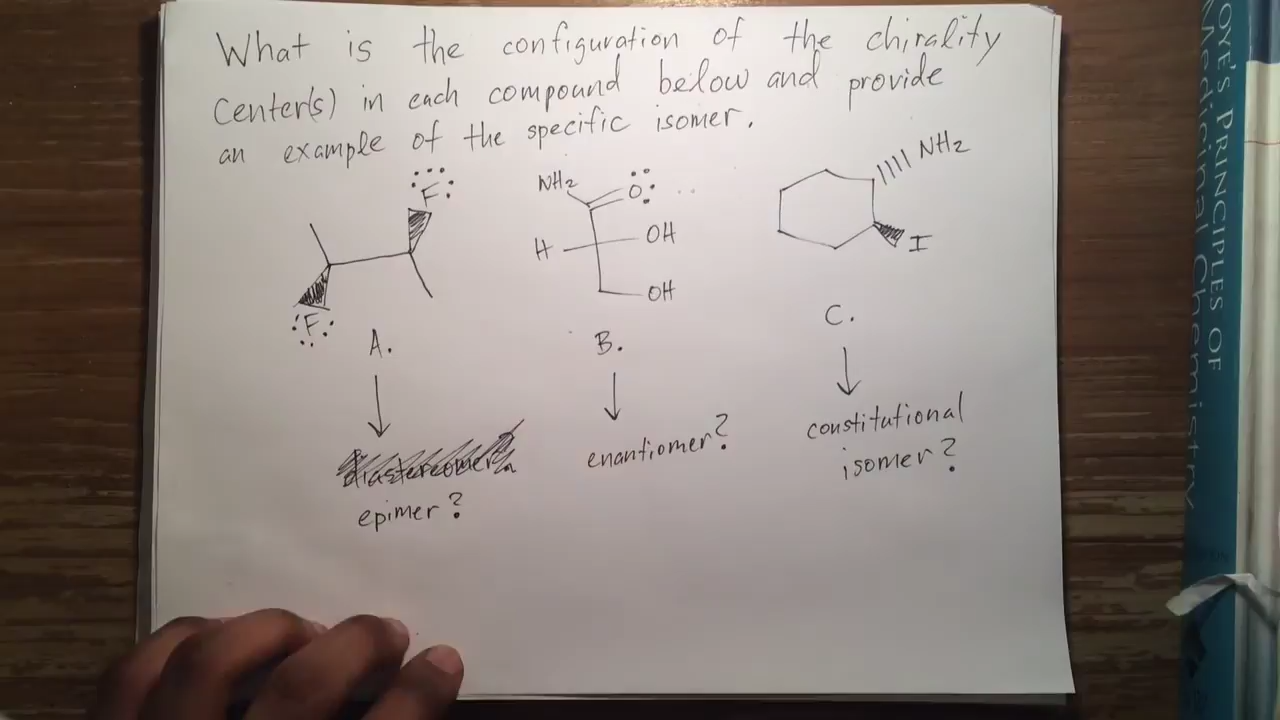 What is the configuration of the chirality
Center(s) in each compound below and provide
an example of the specific isomer.
F
F
A.
NH2
O
H
OH
OH
B.
NH2
I
C.
diastereomer
epimer?
enantiomer?
constitutional
isomer?
OYE'S PRINCIPLES OF
Medicinal Chemistry